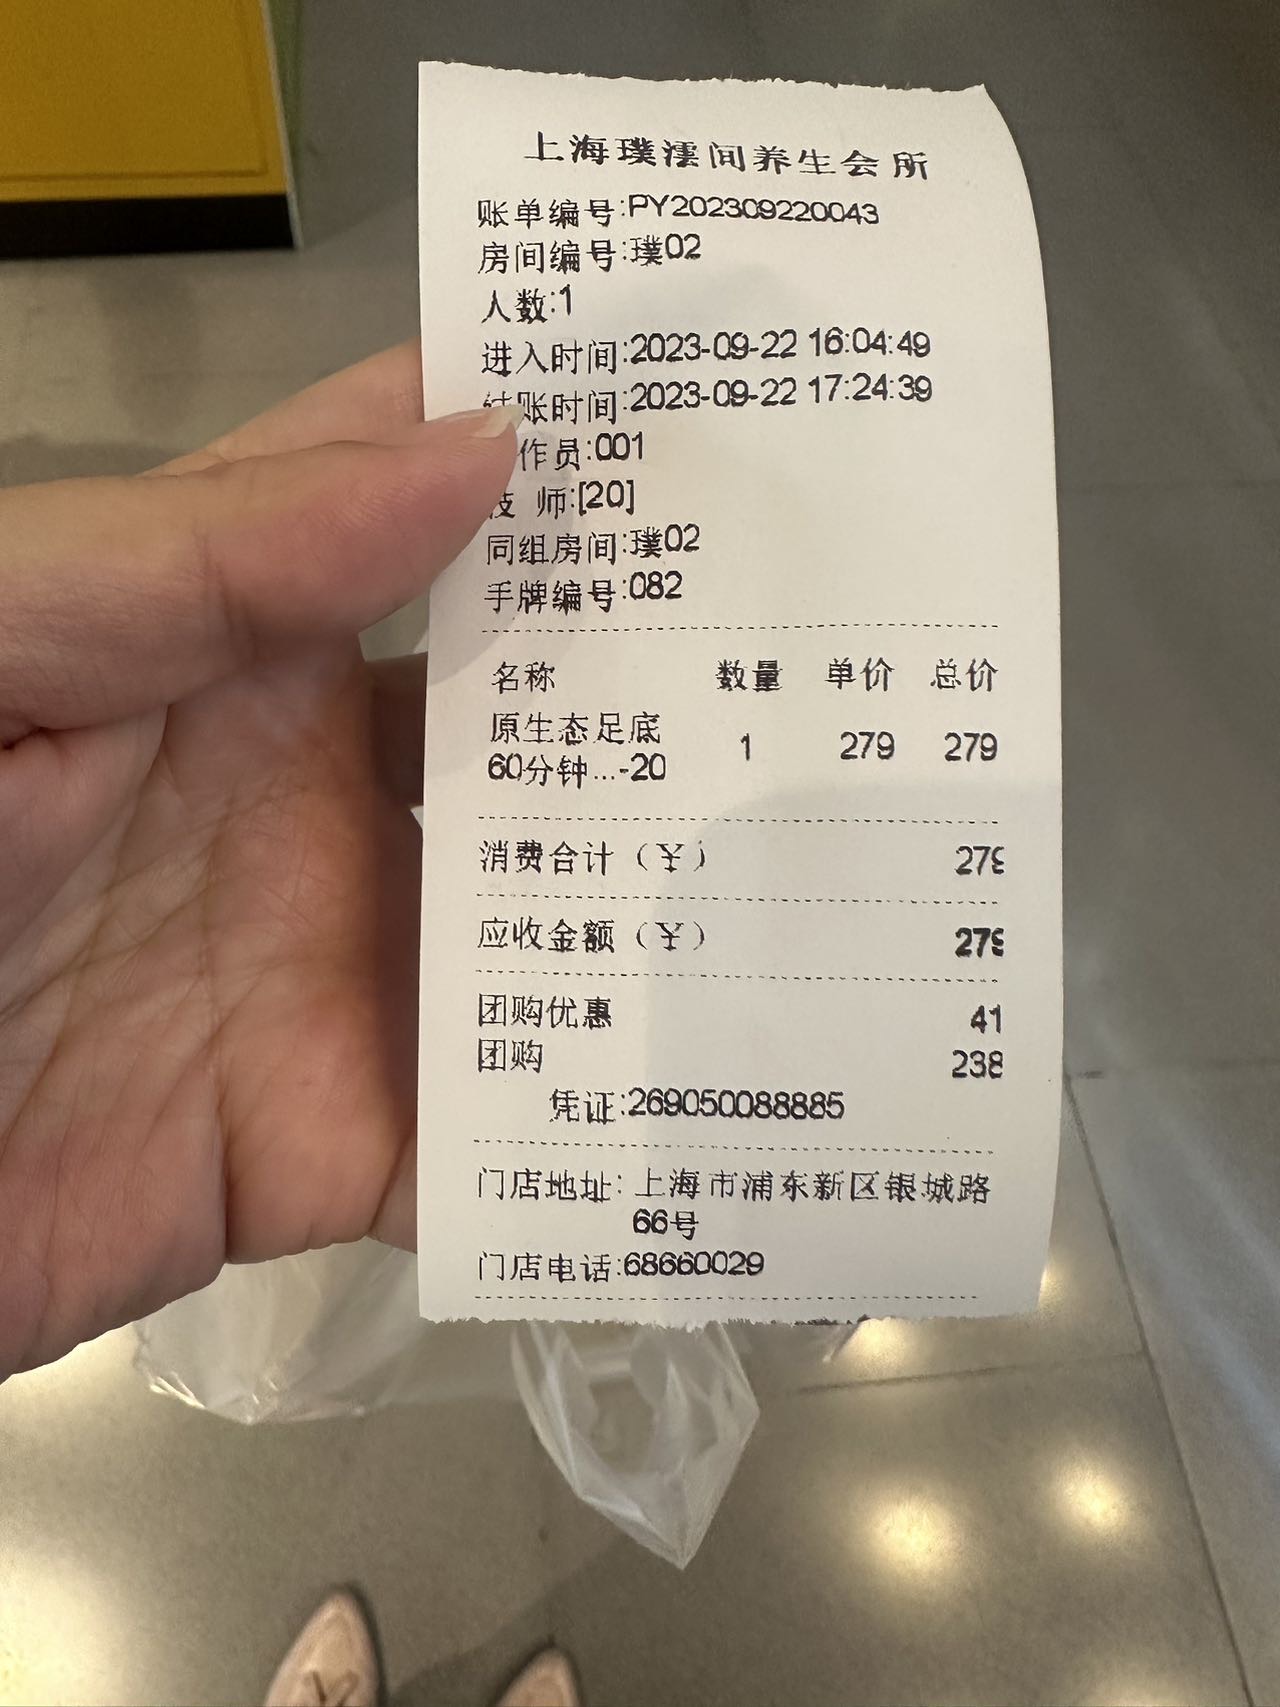 上海璞澐间养生会所
账单编号:PY202309220043
房间编号:璞02
人数:1
进入时间:2023-09-22 16:04:49
结账时间:2023-09-22 17:24:39
作员:001
技 师:[20]
同组房间:璞02
手牌编号:082
名称 数量 单价 总价
原生态足底
60分钟...-20 1 279 279
消费合计（￥） 279
应收金额（￥） 279
团购优惠 41
团购 238
凭证:269050088885
门店地址: 上海市浦东新区银城路
66号
门店电话:68660029